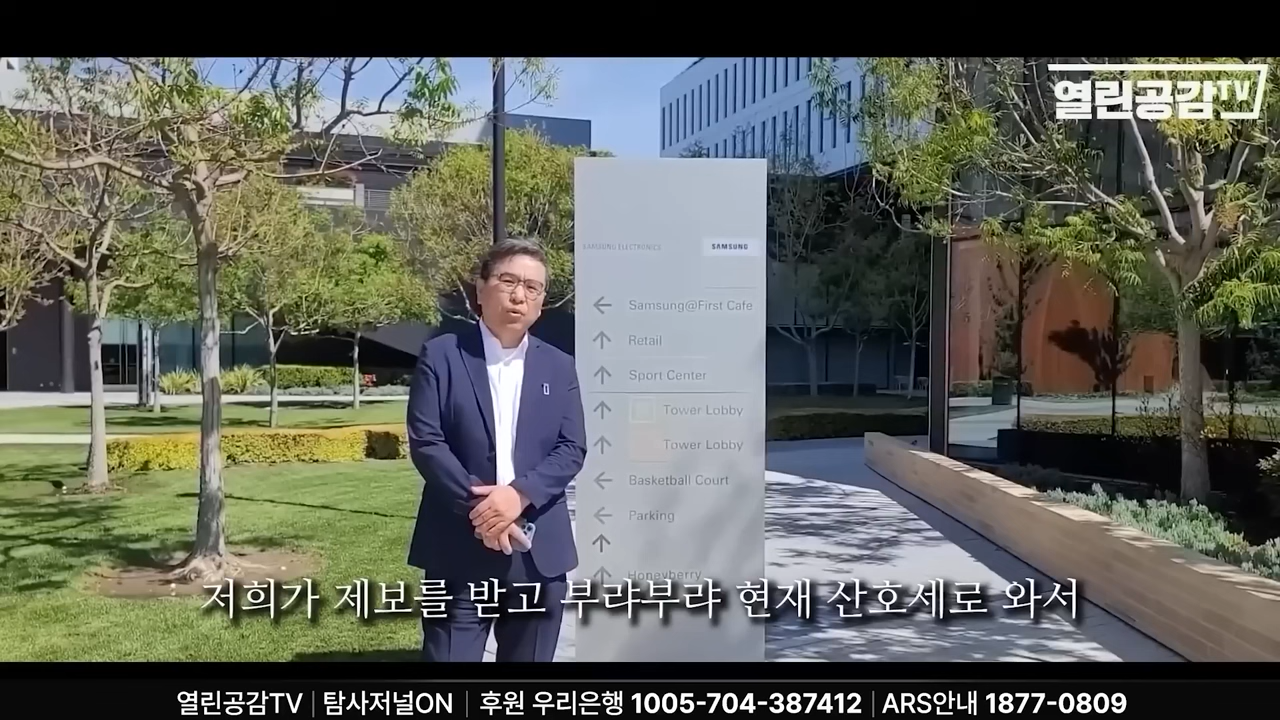 열린공감TV
SAMSUNG ELECTRONICS SAMSUNG
← Samsung@First Cafe
↑ Retail
↑ Sport Center
↑ Tower Lobby
↑ Tower Lobby
← Basketball Court
← Parking
↑
↑ Honeyberry
저희가 제보를 받고 부랴부랴 현재 산호세로 와서
열린공감TV | 탐사저널ON | 후원 우리은행 1005-704-387412 | ARS안내 1877-0809